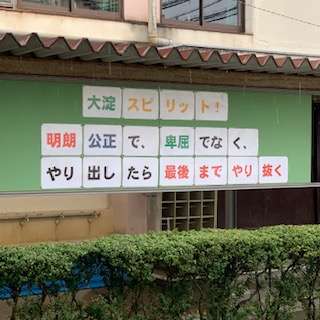 大淀スピリット!
明朗公正で、卑屈でなく、
やり出したら最後までやり抜く